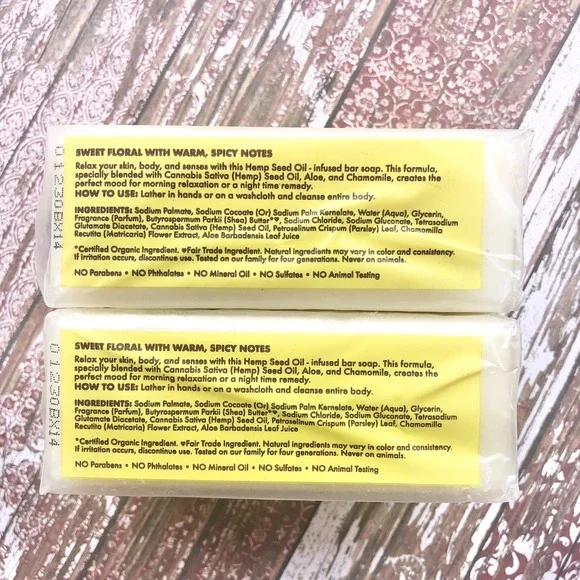 SWEET FLORAL WITH WARM, SPICY NOTES
Relax your skin, body, and senses with this Hemp Seed Oil - infused bar soap. This formula,
specially blended with Cannabis Sativa (Hemp) Seed Oil, Aloe, and Chamomile, creates the
perfect mood for morning relaxation or a night time remedy.
HOW TO USE: Lather in hands or on a washcloth and cleanse entire body.
INGREDIENTS: Sodium Palmate, Sodium Cocoate (Or) Sodium Palm Kernelate, Water (Aqua), Glycerin,
Fragrance (Parfum), Butyrospermum Parkii (Shea) Butter*♥, Sodium Chloride, Sodium Gluconate, Tetrasodium
Glutamate Diacetate, Cannabis Sativa (Hemp) Seed Oil, Petroselinum Crispum (Parsley) Leaf, Chamomilla
Recutita (Matricaria) Flower Extract, Aloe Barbadensis Leaf Juice
*Certified Organic Ingredient. ♥Fair Trade Ingredient. Natural ingredients may vary in color and consistency.
If irritation occurs, discontinue use. Tested on our family for four generations. Never on animals.
NO Parabens • NO Phthalates • NO Mineral Oil • NO Sulfates • NO Animal Testing
01230BX14
SWEET FLORAL WITH WARM, SPICY NOTES
Relax your skin, body, and senses with this Hemp Seed Oil - infused bar soap. This formula,
specially blended with Cannabis Sativa (Hemp) Seed Oil, Aloe, and Chamomile, creates the
perfect mood for morning relaxation or a night time remedy.
HOW TO USE: Lather in hands or on a washcloth and cleanse entire body.
INGREDIENTS: Sodium Palmate, Sodium Cocoate (Or) Sodium Palm Kernelate, Water (Aqua), Glycerin,
Fragrance (Parfum), Butyrospermum Parkii (Shea) Butter*♥, Sodium Chloride, Sodium Gluconate, Tetrasodium
Glutamate Diacetate, Cannabis Sativa (Hemp) Seed Oil, Petroselinum Crispum (Parsley) Leaf, Chamomilla
Recutita (Matricaria) Flower Extract, Aloe Barbadensis Leaf Juice
*Certified Organic Ingredient. ♥Fair Trade Ingredient. Natural ingredients may vary in color and consistency.
If irritation occurs, discontinue use. Tested on our family for four generations. Never on animals.
NO Parabens • NO Phthalates • NO Mineral Oil • NO Sulfates • NO Animal Testing
01230BX14